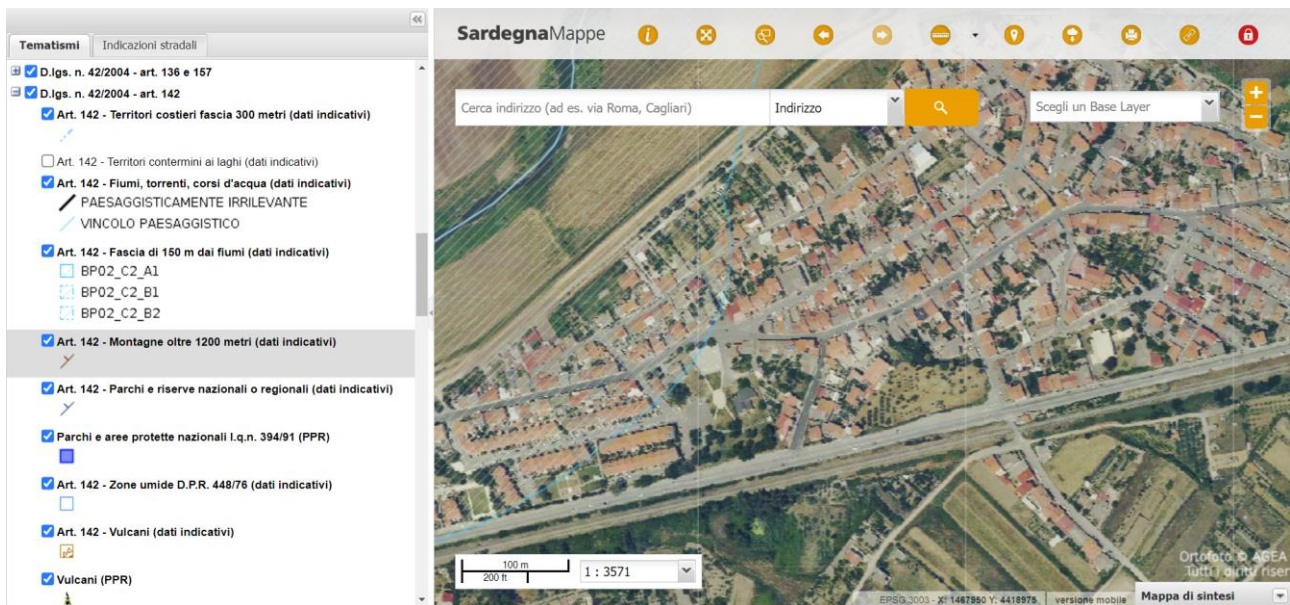 Tematismi
Indicazioni stradali
D.lgs. n. 42/2004 - art. 136 e 157
D.lgs. n. 42/2004 - art. 142
Art. 142 - Territori costieri fascia 300 metri (dati indicativi)
Art. 142 - Territori contermini ai laghi (dati indicativi)
Art. 142 - Fiumi, torrenti, corsi d'acqua (dati indicativi)
PAESAGGISTICAMENTE IRRILEVANTE
VINCOLO PAESAGGISTICO
Art. 142 - Fascia di 150 m dai fiumi (dati indicativi)
BP02_C2_A1
BP02_C2_B1
BP02_C2_B2
Art. 142 - Montagne oltre 1200 metri (dati indicativi)
Art. 142 - Parchi e riserve nazionali o regionali (dati indicativi)
Parchi e aree protette nazionali l.q.n. 394/91 (PPR)
Art. 142 - Zone umide D.P.R. 448/76 (dati indicativi)
Art. 142 - Vulcani (dati indicativi)
Vulcani (PPR)
SardegnaMappe
Cerca indirizzo (ad es. via Roma, Cagliari)
Indirizzo
Scegli un Base Layer
+
−
100 m
200 ft
1 : 3571
Ortofoto © AGEA
Tutti i diritti riser
EPSG 3003 - X: 1467950 Y: 4418975
versione mobile
Mappa di sintesi